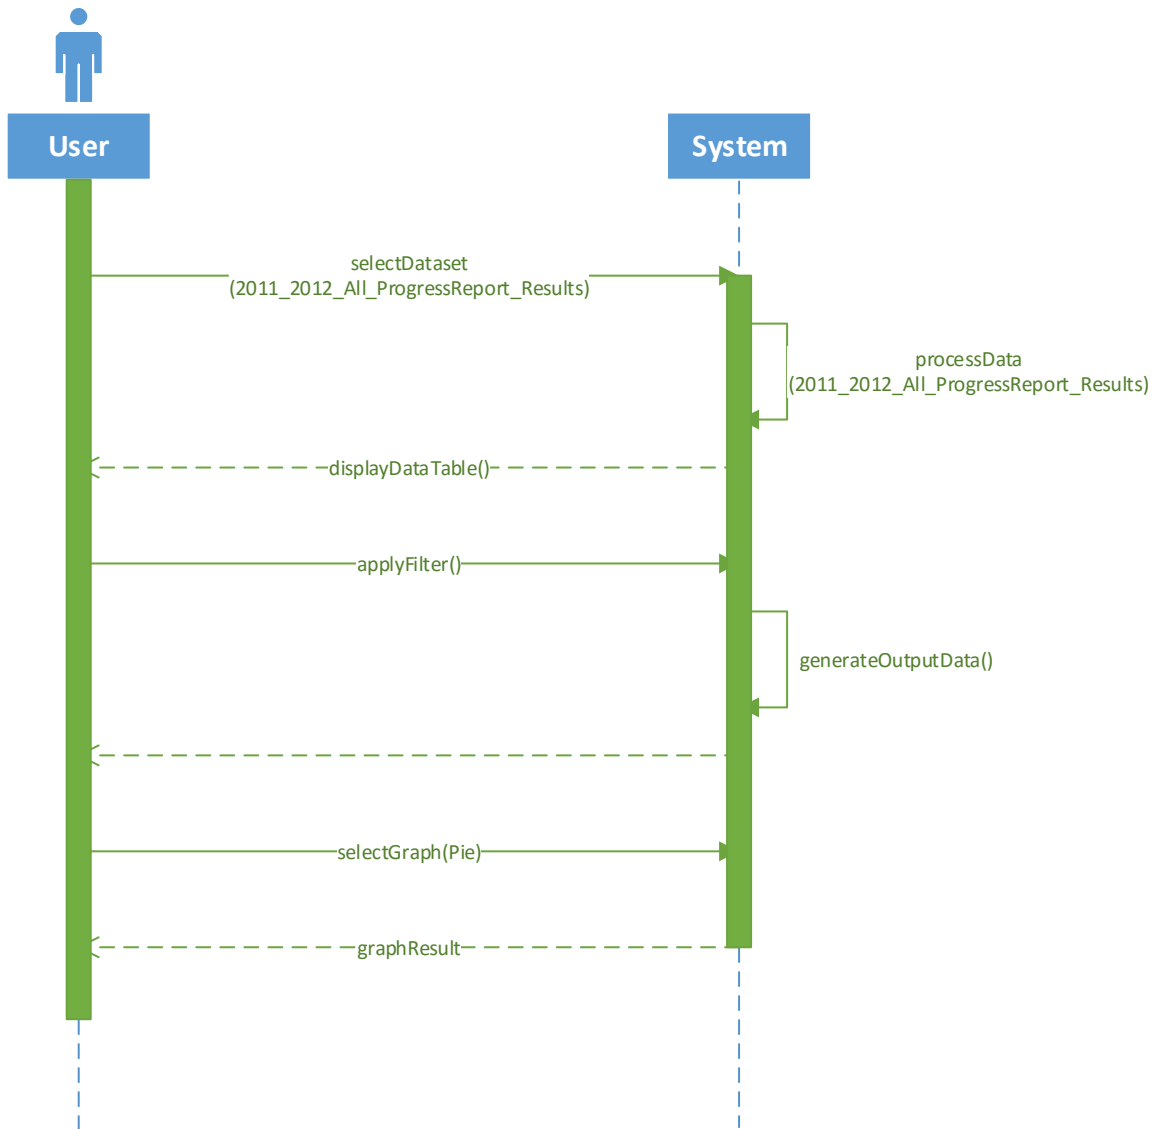 User
System
selectDataset
(2011_2012_All_ProgressReport_Results)
processData
(2011_2012_All_ProgressReport_Results)
displayDataTable()
applyFilter()
generateOutputData()
selectGraph(Pie)
graphResult